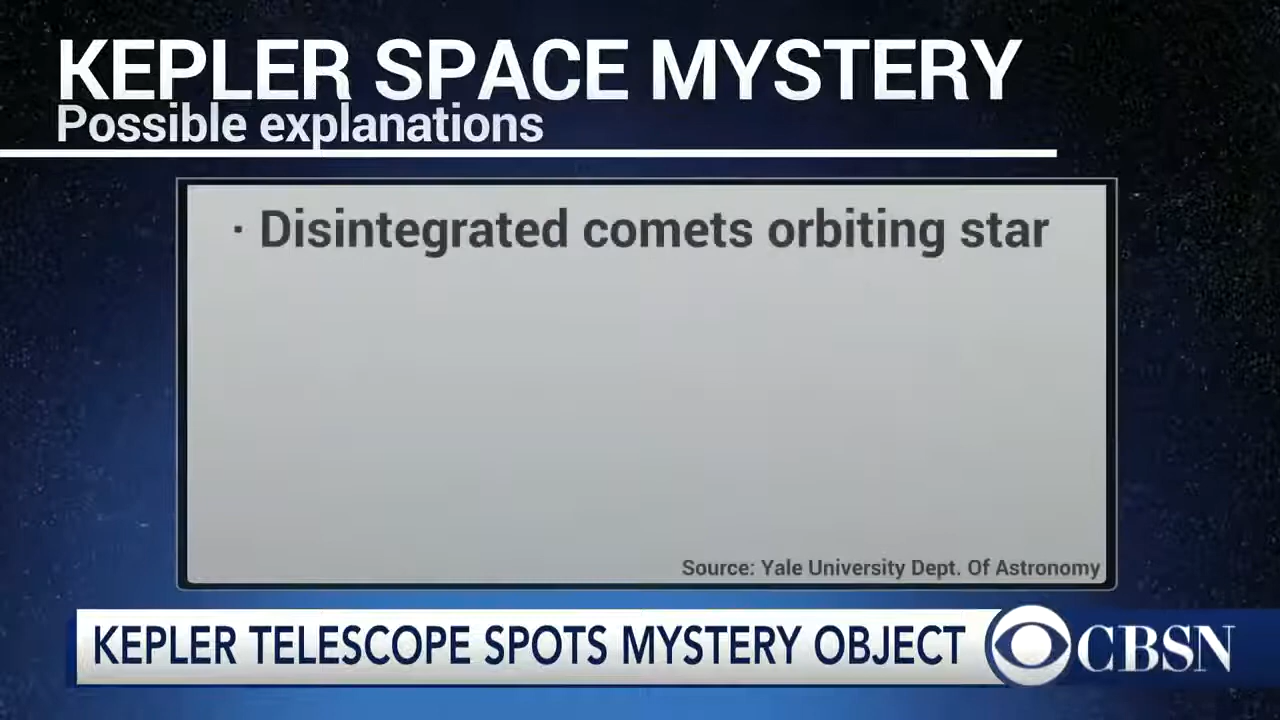 KEPLER SPACE MYSTERY
Possible explanations
· Disintegrated comets orbiting star
Source: Yale University Dept. Of Astronomy
KEPLER TELESCOPE SPOTS MYSTERY OBJECT
CBSN